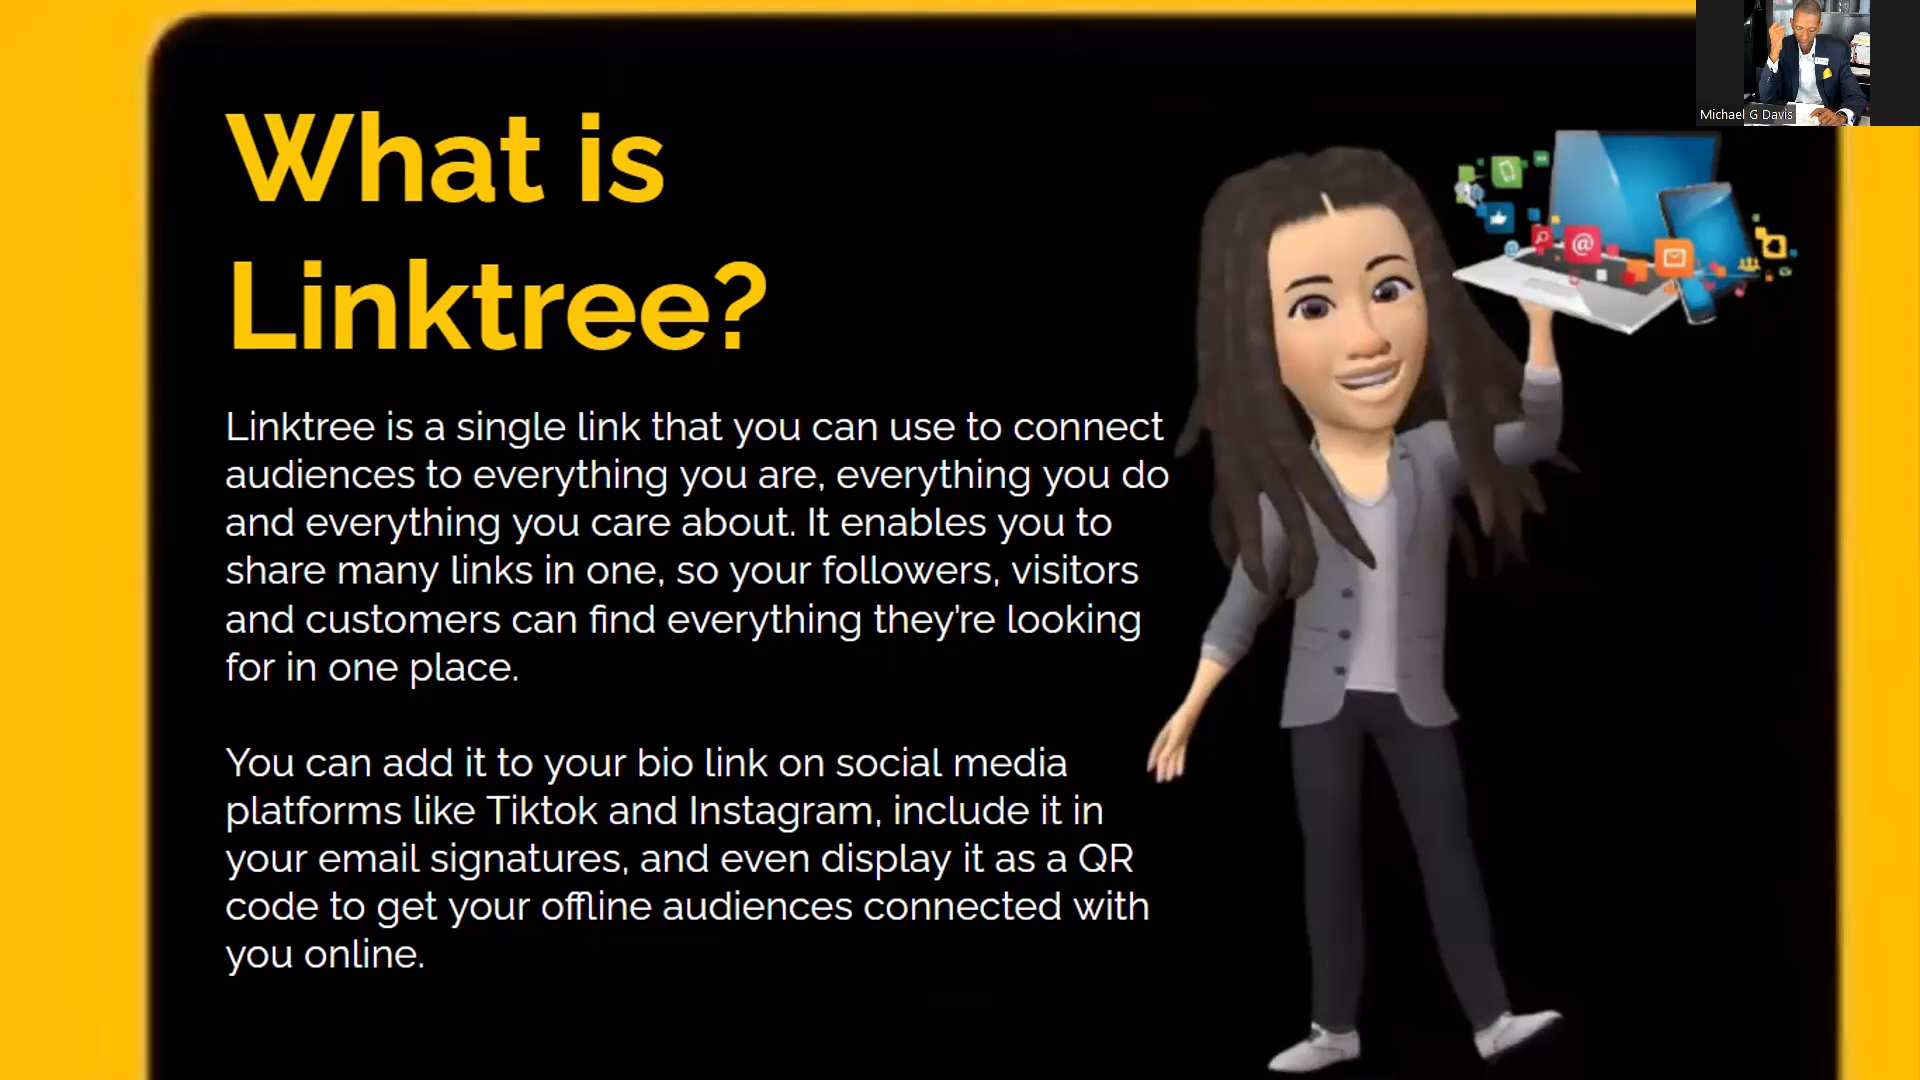 What is
Linktree?
Linktree is a single link that you can use to connect
audiences to everything you are, everything you do
and everything you care about. It enables you to
share many links in one, so your followers, visitors
and customers can find everything they're looking
for in one place.
You can add it to your bio link on social media
platforms like Tiktok and Instagram, include it in
your email signatures, and even display it as a QR
code to get your offline audiences connected with
you online.
Michael G Davis